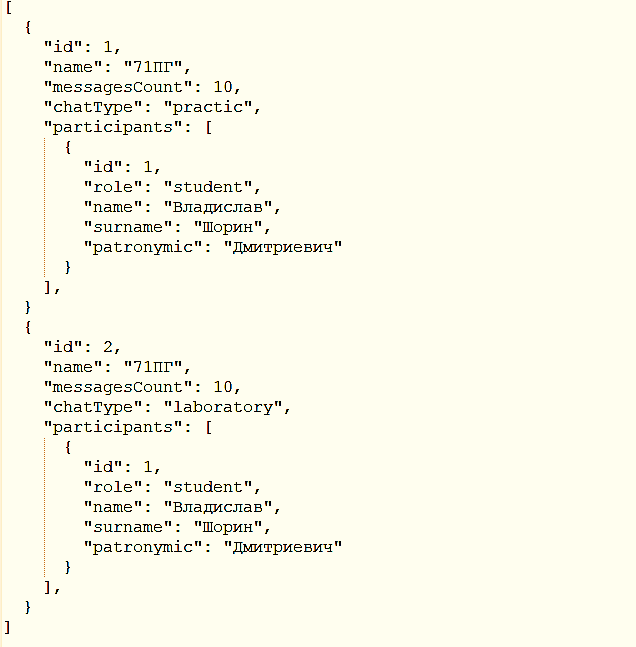 [
  {
    "id": 1,
    "name": "71ПГ",
    "messagesCount": 10,
    "chatType": "practic",
    "participants": [
      {
        "id": 1,
        "role": "student",
        "name": "Владислав",
        "surname": "Шорин",
        "patronymic": "Дмитриевич"
      }
    ],
  }
  {
    "id": 2,
    "name": "71ПГ",
    "messagesCount": 10,
    "chatType": "laboratory",
    "participants": [
      {
        "id": 1,
        "role": "student",
        "name": "Владислав",
        "surname": "Шорин",
        "patronymic": "Дмитриевич"
      }
    ],
  }
]